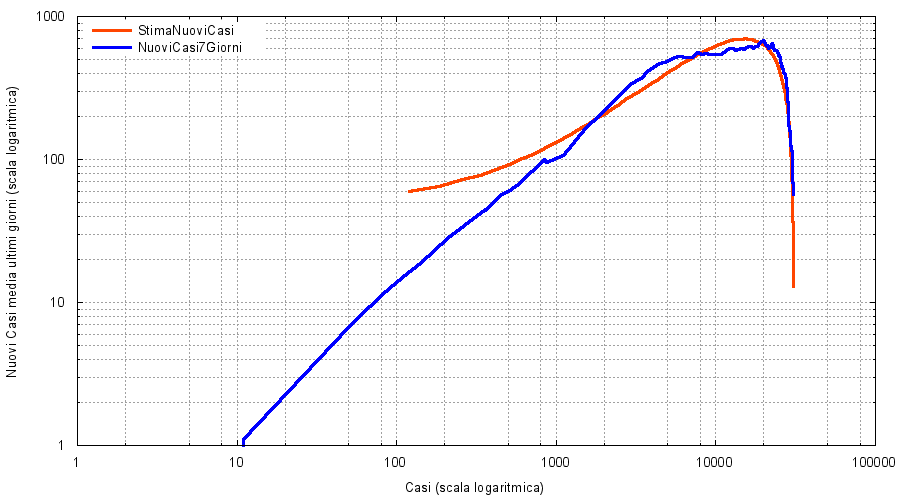 1000
100
10
1
StimaNuoviCasi
NuoviCasi7Giorni
Nuovi Casi media ultimi giorni (scala logaritmica)
1 10 100 1000 10000 100000
Casi (scala logaritmica)